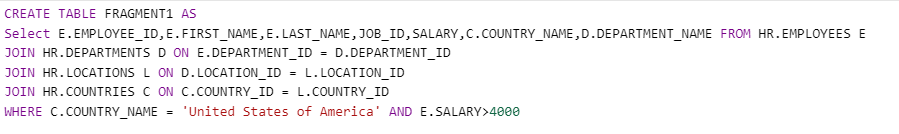 CREATE TABLE FRAGMENT1 AS
Select E.EMPLOYEE_ID,E.FIRST_NAME,E.LAST_NAME,JOB_ID,SALARY,C.COUNTRY_NAME,D.DEPARTMENT_NAME FROM HR.EMPLOYEES E
JOIN HR.DEPARTMENTS D ON E.DEPARTMENT_ID = D.DEPARTMENT_ID
JOIN HR.LOCATIONS L ON D.LOCATION_ID = L.LOCATION_ID
JOIN HR.COUNTRIES C ON C.COUNTRY_ID = L.COUNTRY_ID
WHERE C.COUNTRY_NAME = 'United States of America' AND E.SALARY>4000